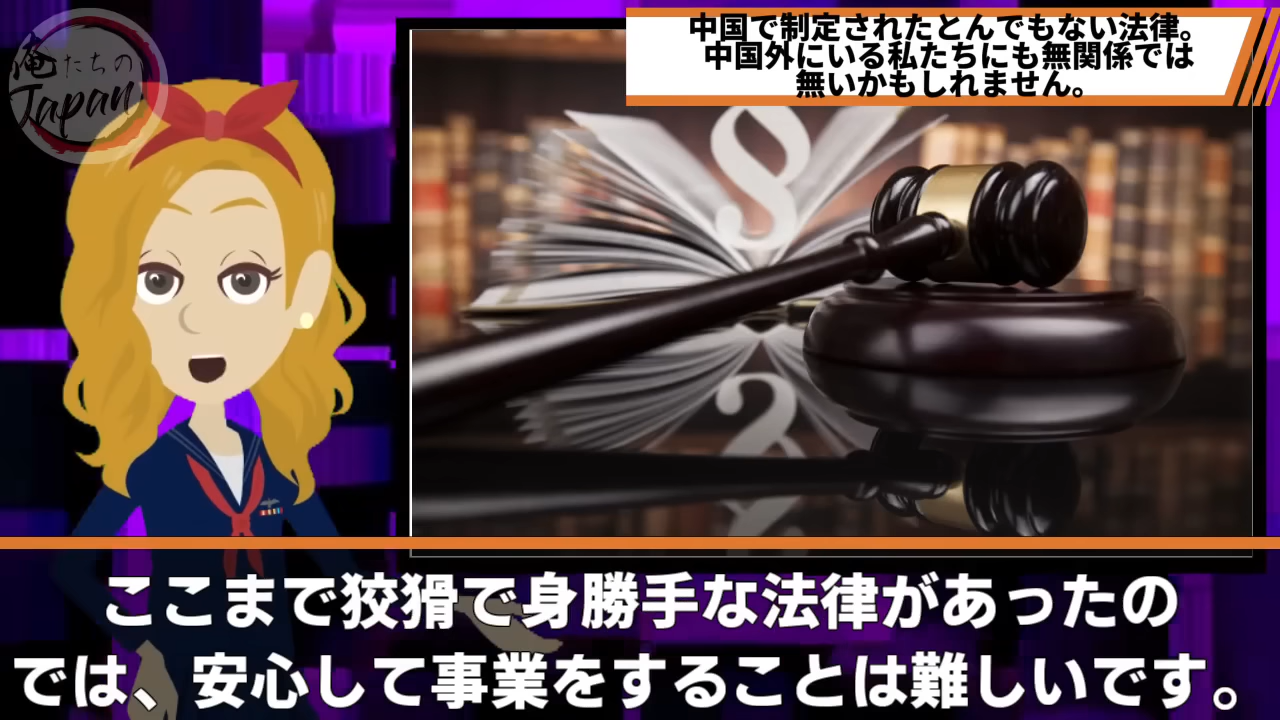 俺たちの
Japan
中国で制定されたとんでもない法律。
中国外にいる私たちにも無関係では
無いかもしれません。
§
ここまで狡猾で身勝手な法律があったの
では、安心して事業をすることは難しいです。